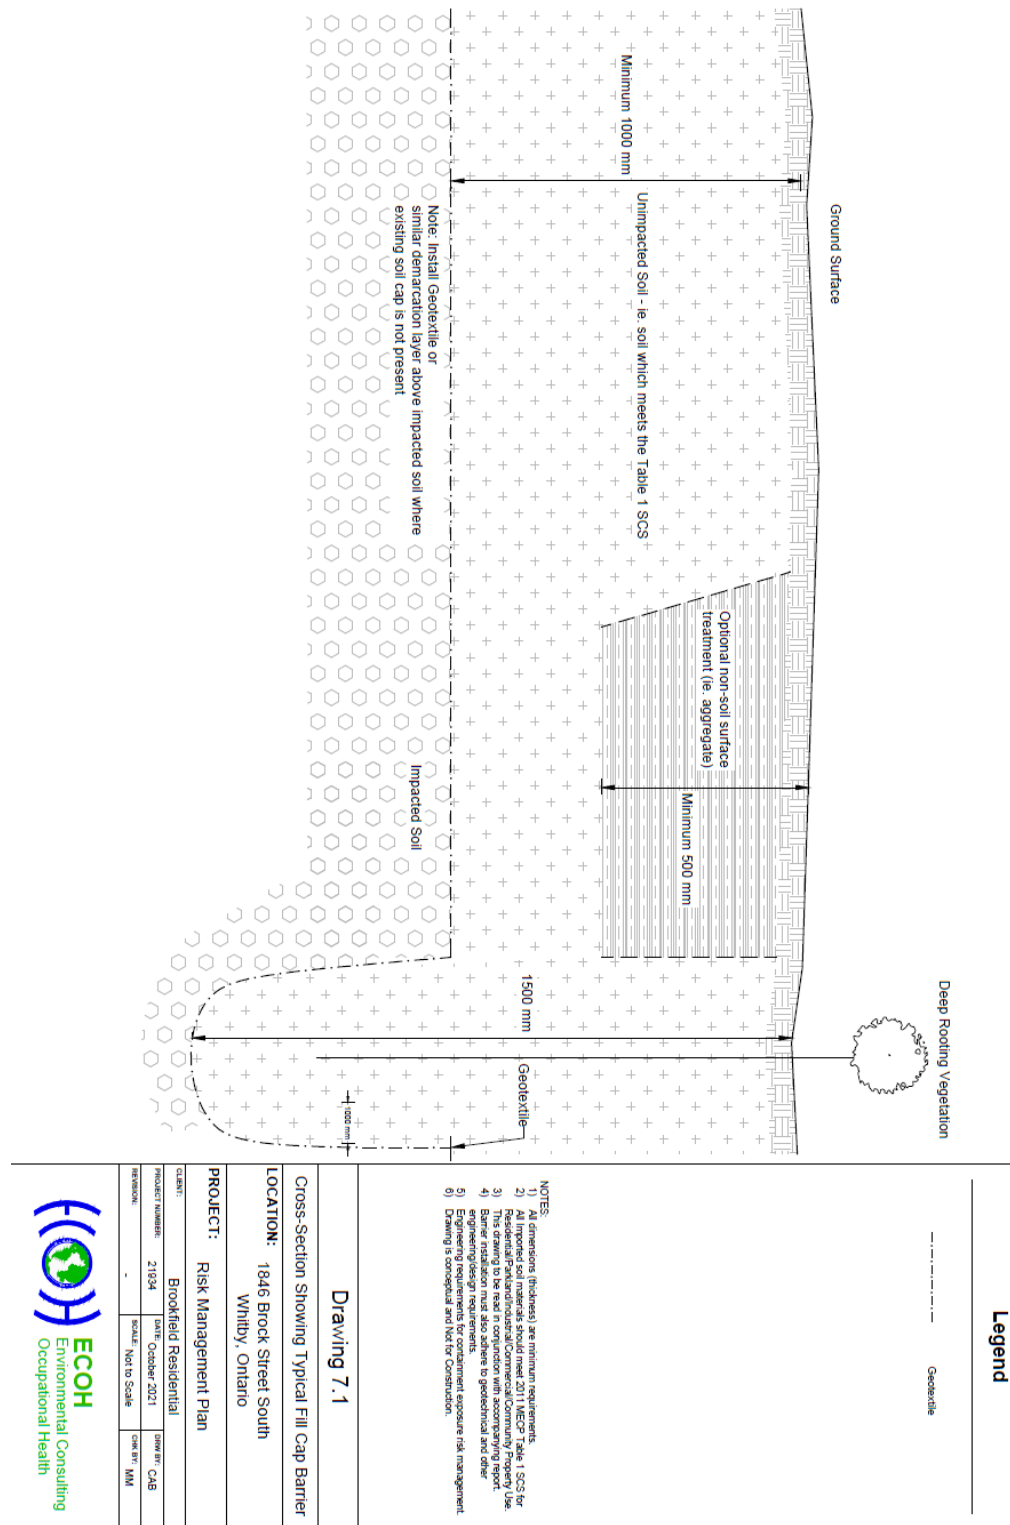 Ground Surface
Deep Rooting Vegetation
Minimum 1000 mm
Unimpacted Soil - ie. soil which meets the Table 1 SCS
Optional non-soil surface
treatment (ie. aggregate)
Minimum 500 mm
1500 mm
Geotextile
1000 mm
Note: Install Geotextile or
similar demarcation layer above impacted soil where
existing soil cap is not present
Impacted Soil
Legend
Geotextile
NOTES:
1) All dimensions (thickness) are minimum requirements.
2) All Imported soil materials should meet 2011 MECP Table 1 SCS for
Residential/Parkland/Industrial/Commercial/Community Property Use.
3) This drawing to be read in conjunction with accompanying report.
4) Barrier installation must also adhere to geotechnical and other
engineering/design requirements.
5) Engineering requirements for containment exposure risk management.
6) Drawing is conceptual and Not for Construction.
Drawing 7.1
Cross-Section Showing Typical Fill Cap Barrier
LOCATION: 1846 Brock Street South
Whitby, Ontario
PROJECT:
Risk Management Plan
CLIENT: Brookfield Residential
PROJECT NUMBER: 21934 DATE: October 2021 DRW BY: CAB
REVISION: - SCALE: Not to Scale CHK BY: MM
ECOH
Environmental Consulting
Occupational Health